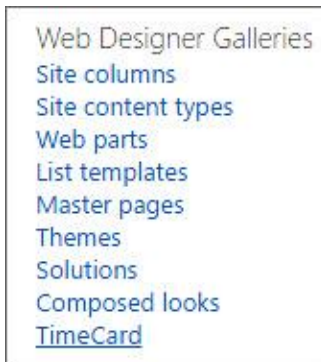 Web Designer Galleries
Site columns
Site content types
Web parts
List templates
Master pages
Themes
Solutions
Composed looks
TimeCard